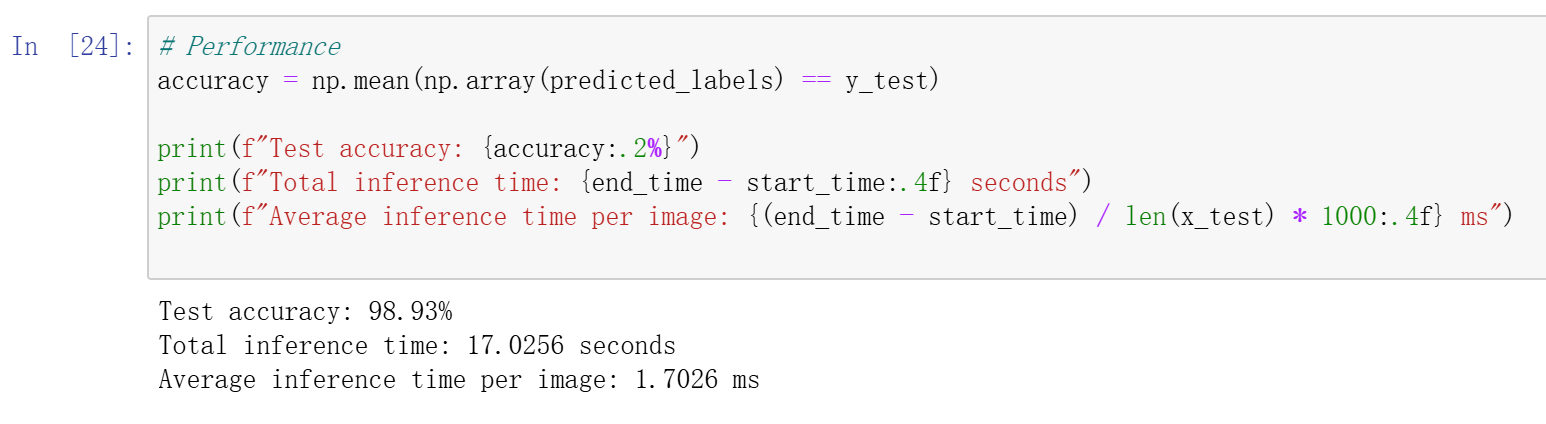 In [24]: # Performance
accuracy = np.mean(np.array(predicted_labels) == y_test)
print(f"Test accuracy: {accuracy:.2%}")
print(f"Total inference time: {end_time - start_time:.4f} seconds")
print(f"Average inference time per image: {(end_time - start_time) / len(x_test) * 1000:.4f} ms")
Test accuracy: 98.93%
Total inference time: 17.0256 seconds
Average inference time per image: 1.7026 ms